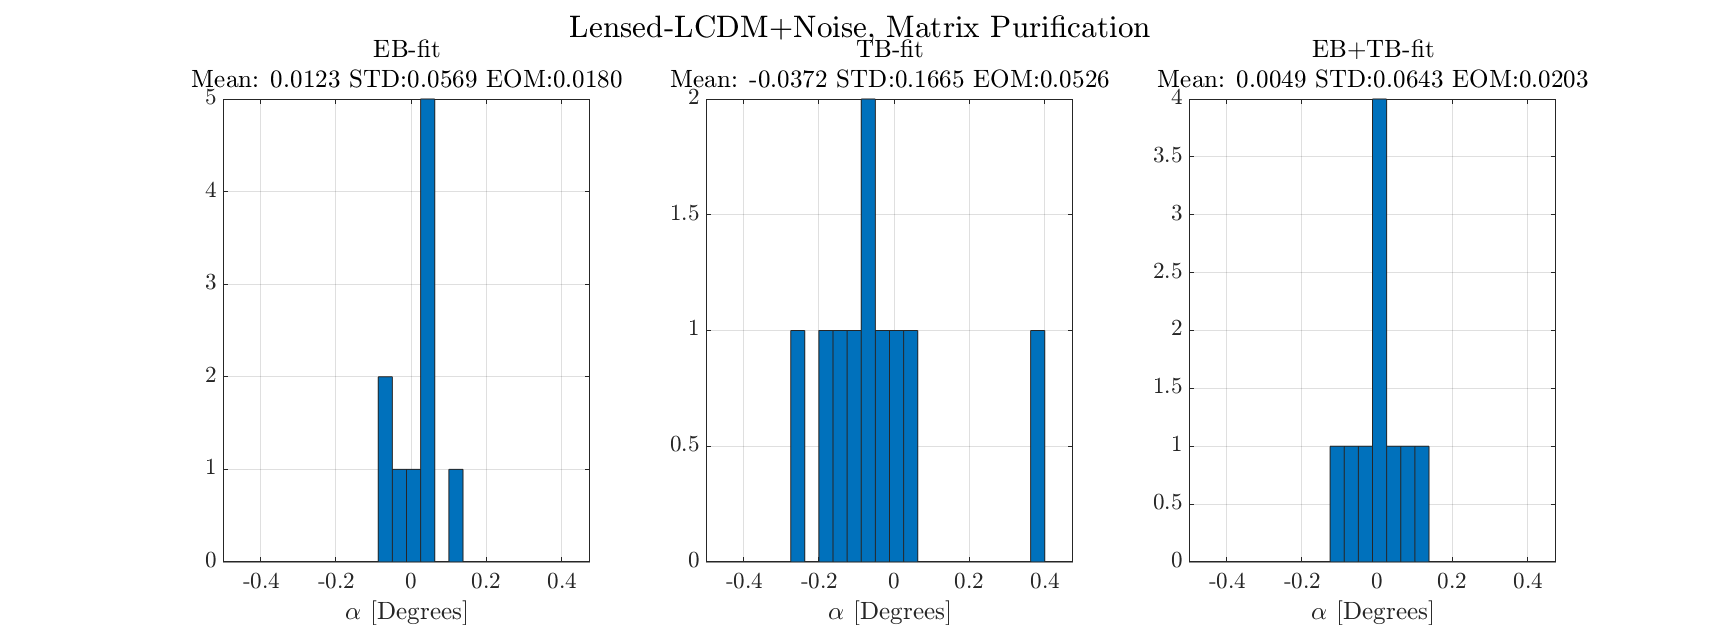 Lensed-LCDM+Noise, Matrix Purification
EB-fit
Mean: 0.0123 STD:0.0569 EOM:0.0180
5
4
3
2
1
0
-0.4 -0.2 0 0.2 0.4
α [Degrees]
TB-fit
Mean: -0.0372 STD:0.1665 EOM:0.0526
2
1.5
1
0.5
0
-0.4 -0.2 0 0.2 0.4
α [Degrees]
EB+TB-fit
Mean: 0.0049 STD:0.0643 EOM:0.0203
4
3.5
3
2.5
2
1.5
1
0.5
0
-0.4 -0.2 0 0.2 0.4
α [Degrees]